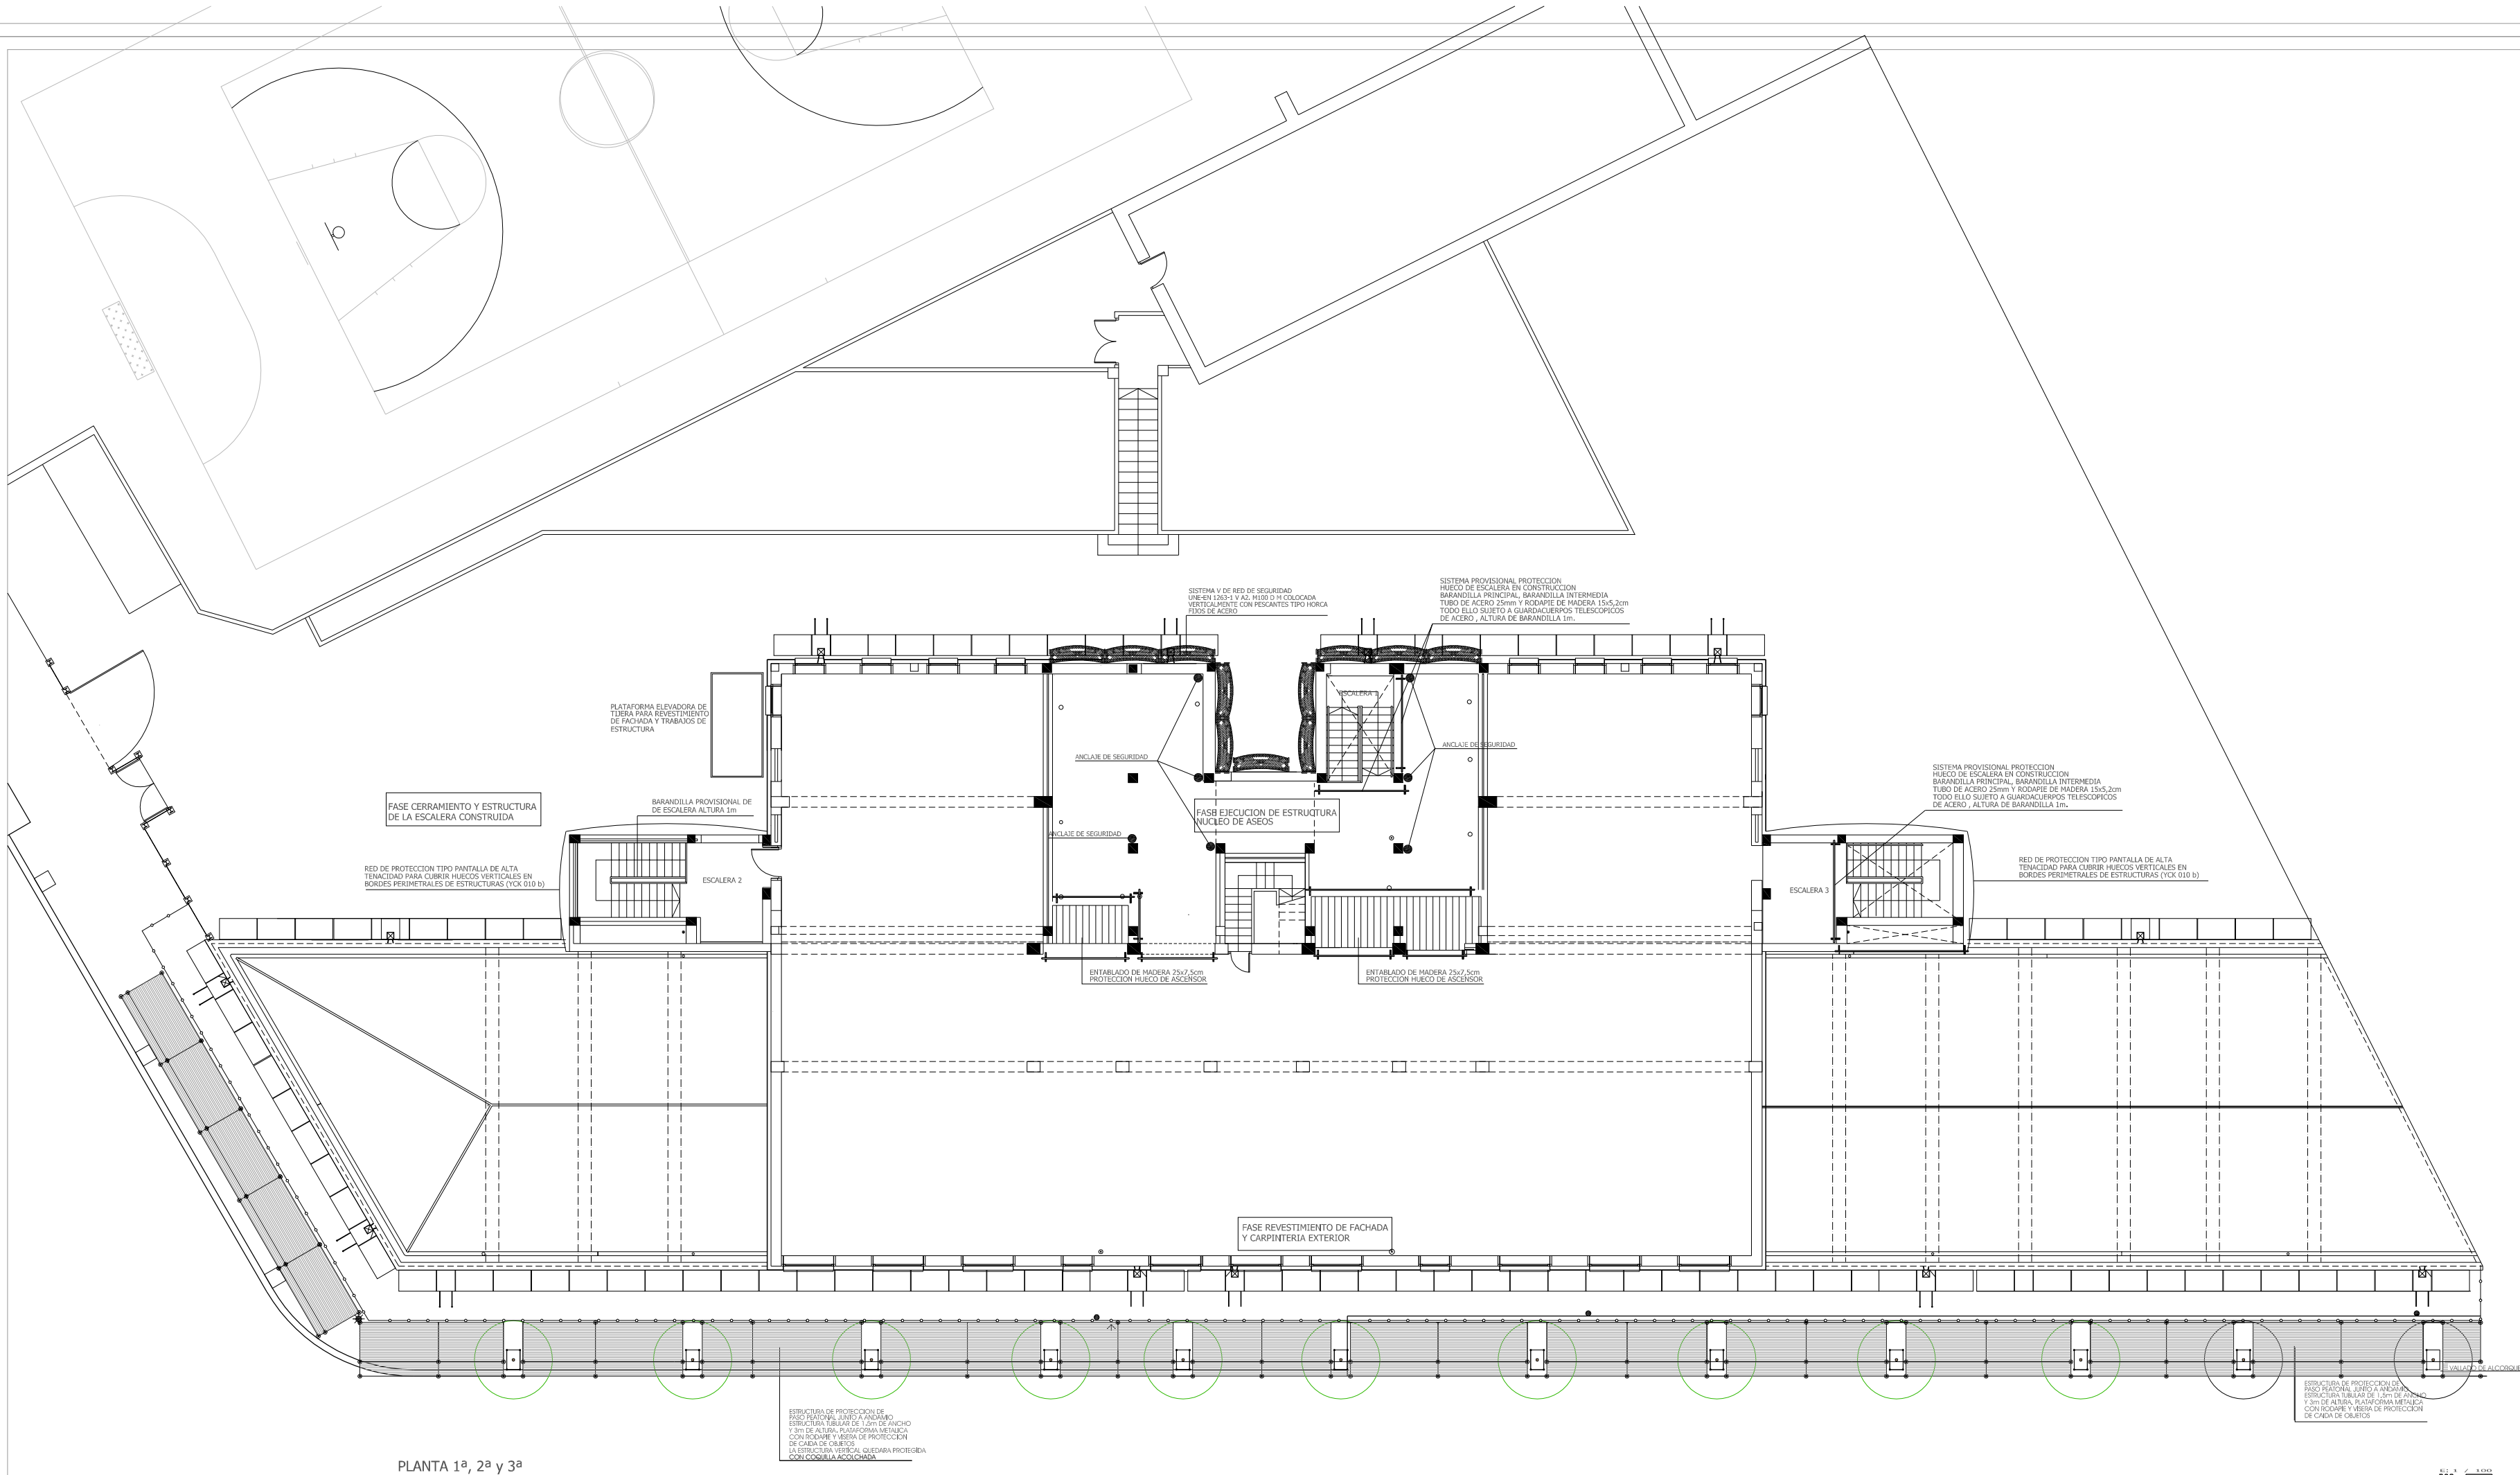 SISTEMA V DE RED DE SEGURIDAD
UNE-EN 1263-1 V A2. M100 D M COLOCADA
VERTICALMENTE CON PESCANTES TIPO HORCA
FIJOS DE ACERO
SISTEMA PROVISIONAL PROTECCION
HUECO DE ESCALERA EN CONSTRUCCION
BARANDILLA PRINCIPAL, BARANDILLA INTERMEDIA
TUBO DE ACERO 25mm Y RODAPIE DE MADERA 15x5,2cm
TODO ELLO SUJETO A GUARDACUERPOS TELESCOPICOS
DE ACERO , ALTURA DE BARANDILLA 1m.
ESCALERA 1
PLATAFORMA ELEVADORA DE
TIJERA PARA REVESTIMIENTO
DE FACHADA Y TRABAJOS DE
ESTRUCTURA
ANCLAJE DE SEGURIDAD
ANCLAJE DE SEGURIDAD
SISTEMA PROVISIONAL PROTECCION
HUECO DE ESCALERA EN CONSTRUCCION
BARANDILLA PRINCIPAL, BARANDILLA INTERMEDIA
TUBO DE ACERO 25mm Y RODAPIE DE MADERA 15x5,2cm
TODO ELLO SUJETO A GUARDACUERPOS TELESCOPICOS
DE ACERO , ALTURA DE BARANDILLA 1m.
FASE CERRAMIENTO Y ESTRUCTURA
DE LA ESCALERA CONSTRUIDA
BARANDILLA PROVISIONAL DE
DE ESCALERA ALTURA 1m
FASE EJECUCION DE ESTRUCTURA
NUCLEO DE ASEOS
ANCLAJE DE SEGURIDAD
RED DE PROTECCION TIPO PANTALLA DE ALTA
TENACIDAD PARA CUBRIR HUECOS VERTICALES EN
BORDES PERIMETRALES DE ESTRUCTURAS (YCK 010 b)
ESCALERA 2
ESCALERA 3
RED DE PROTECCION TIPO PANTALLA DE ALTA
TENACIDAD PARA CUBRIR HUECOS VERTICALES EN
BORDES PERIMETRALES DE ESTRUCTURAS (YCK 010 b)
ENTABLADO DE MADERA 25x7,5cm
PROTECCION HUECO DE ASCENSOR
ENTABLADO DE MADERA 25x7,5cm
PROTECCION HUECO DE ASCENSOR
FASE REVESTIMIENTO DE FACHADA
Y CARPINTERIA EXTERIOR
VALLADO DE ALCORQUE
ESTRUCTURA DE PROTECCION DE
PASO PEATONAL JUNTO A ANDAMIO
ESTRUCTURA TUBULAR DE 1.5m DE ANCHO
Y 3m DE ALTURA, PLATAFORMA METALICA
CON RODAPIE Y VISERA DE PROTECCION
DE CAIDA DE OBJETOS
ESTRUCTURA DE PROTECCION DE
PASO PEATONAL JUNTO A ANDAMIO
ESTRUCTURA TUBULAR DE 1.5m DE ANCHO
Y 3m DE ALTURA, PLATAFORMA METALICA
CON RODAPIE Y VISERA DE PROTECCION
DE CAIDA DE OBJETOS
LA ESTRUCTURA VERTICAL QUEDARA PROTEGIDA
CON COQUILLA ACOLCHADA
PLANTA 1ª, 2ª y 3ª